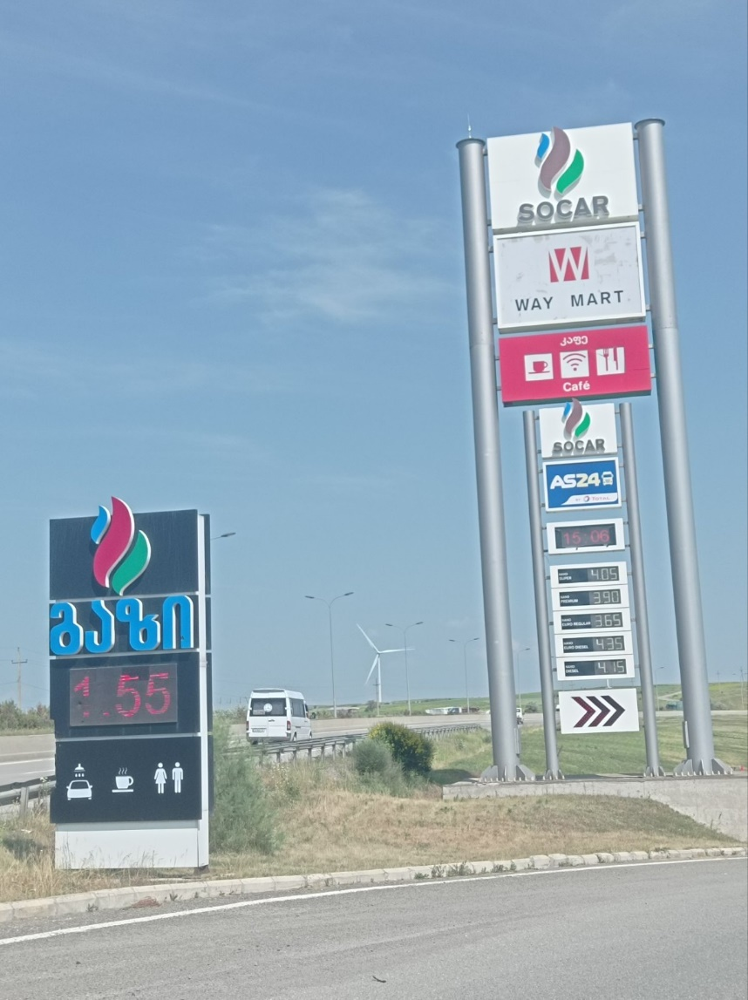 SOCAR
WAY MART
კაფე
Café
SOCAR
AS24
BY TOTAL
15:06
SUPER 4.05
PREMIUM 3.90
EURO REGULAR 3.65
EURO DIESEL 4.35
DIESEL 4.15
გაზი
1.55